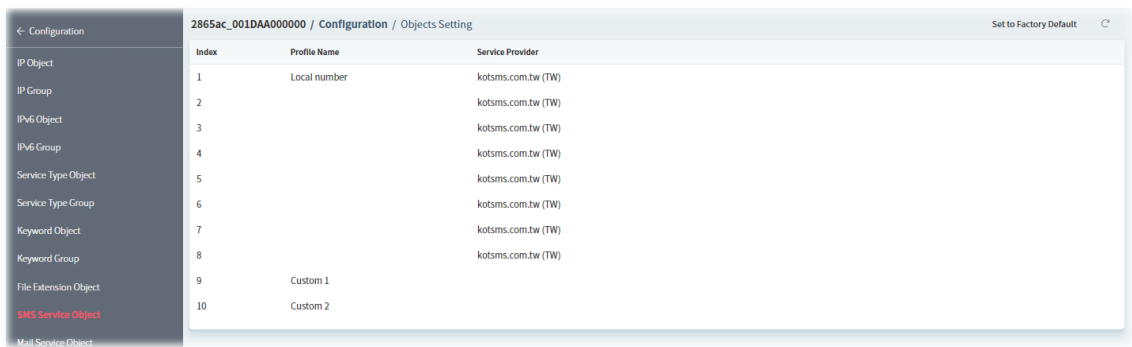 ← Configuration
IP Object
IP Group
IPv6 Object
IPv6 Group
Service Type Object
Service Type Group
Keyword Object
Keyword Group
File Extension Object
SMS Service Object
Mail Service Object
2865ac_001DAA000000 / Configuration / Objects Setting Set to Factory Default
Index Profile Name Service Provider
1 Local number kotsms.com.tw (TW)
2 kotsms.com.tw (TW)
3 kotsms.com.tw (TW)
4 kotsms.com.tw (TW)
5 kotsms.com.tw (TW)
6 kotsms.com.tw (TW)
7 kotsms.com.tw (TW)
8 kotsms.com.tw (TW)
9 Custom 1
10 Custom 2